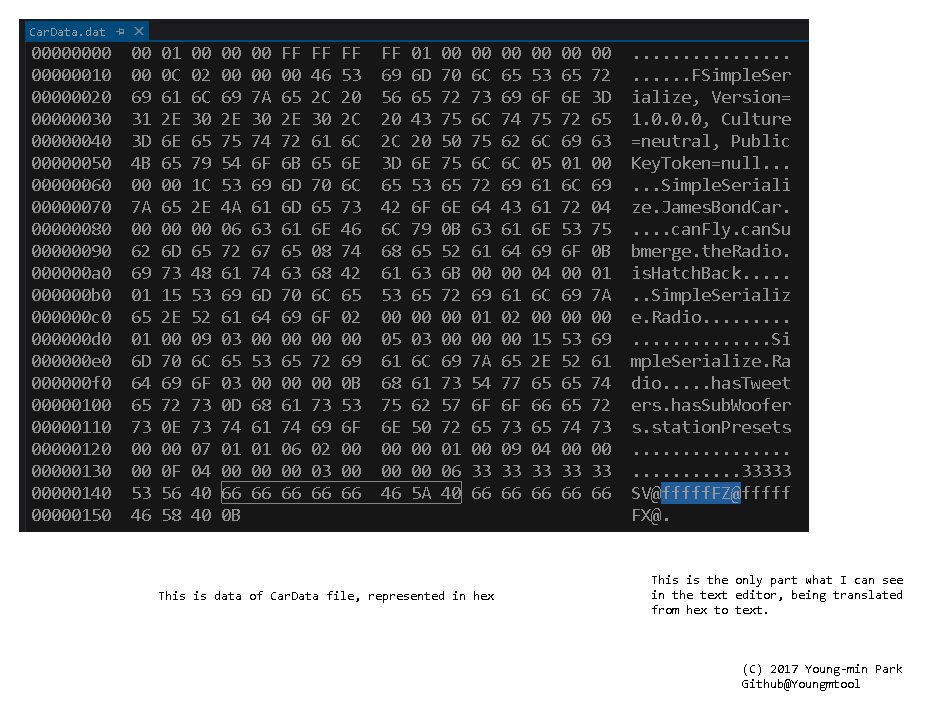 CarData.dat
00000000 00 01 00 00 00 FF FF FF FF 01 00 00 00 00 00 00 ................
00000010 00 0C 02 00 00 00 46 53 69 6D 70 6C 65 53 65 72 ......FSimpleSer
00000020 69 61 6C 69 7A 65 2C 20 56 65 72 73 69 6F 6E 3D ialize, Version=
00000030 31 2E 30 2E 30 2E 30 2C 20 43 75 6C 74 75 72 65 1.0.0.0, Culture
00000040 3D 6E 65 75 74 72 61 6C 2C 20 50 75 62 6C 69 63 =neutral, Public
00000050 4B 65 79 54 6F 6B 65 6E 3D 6E 75 6C 6C 05 01 00 KeyToken=null...
00000060 00 00 1C 53 69 6D 70 6C 65 53 65 72 69 61 6C 69 ...SimpleSeriali
00000070 7A 65 2E 4A 61 6D 65 73 42 6F 6E 64 43 61 72 04 ze.JamesBondCar.
00000080 00 00 00 06 63 61 6E 46 6C 79 0B 63 61 6E 53 75 ....canFly.canSu
00000090 62 6D 65 72 67 65 08 74 68 65 52 61 64 69 6F 0B bmerge.theRadio.
000000a0 69 73 48 61 74 63 68 42 61 63 6B 00 00 04 00 01 isHatchBack.....
000000b0 01 15 53 69 6D 70 6C 65 53 65 72 69 61 6C 69 7A ..SimpleSerializ
000000c0 65 2E 52 61 64 69 6F 02 00 00 00 01 02 00 00 00 e.Radio.........
000000d0 01 00 09 03 00 00 00 00 05 03 00 00 00 15 53 69 ..............Si
000000e0 6D 70 6C 65 53 65 72 69 61 6C 69 7A 65 2E 52 61 mpleSerialize.Ra
000000f0 64 69 6F 03 00 00 00 0B 68 61 73 54 77 65 65 74 dio.....hasTweet
00000100 65 72 73 0D 68 61 73 53 75 62 57 6F 6F 66 65 72 ers.hasSubWoofer
00000110 73 0E 73 74 61 74 69 6F 6E 50 72 65 73 65 74 73 s.stationPresets
00000120 00 00 07 01 01 06 02 00 00 00 01 00 09 04 00 00 ................
00000130 00 0F 04 00 00 00 03 00 00 00 06 33 33 33 33 33 ...........33333
00000140 53 56 40 66 66 66 66 66 46 5A 40 66 66 66 66 66 SV@fffffFZ@fffff
00000150 46 58 40 0B FX@.
This is data of CarData file, represented in hex
This is the only part what I can see
in the text editor, being translated
from hex to text.
(C) 2017 Young-min Park
Github@Youngmtool